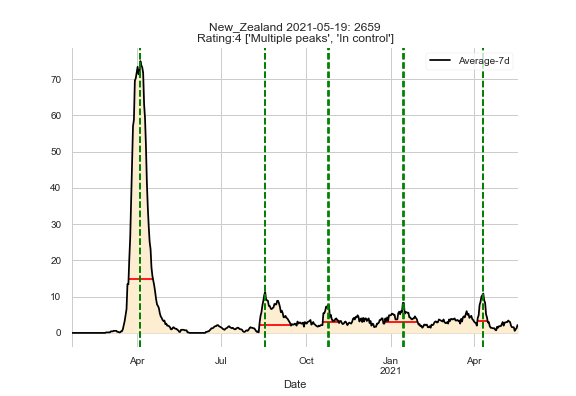 New_Zealand 2021-05-19: 2659
Rating:4 ['Multiple peaks', 'In control']
Average-7d
70
60
50
40
30
20
10
0
Apr
Jul
Oct
Jan
2021
Apr
Date